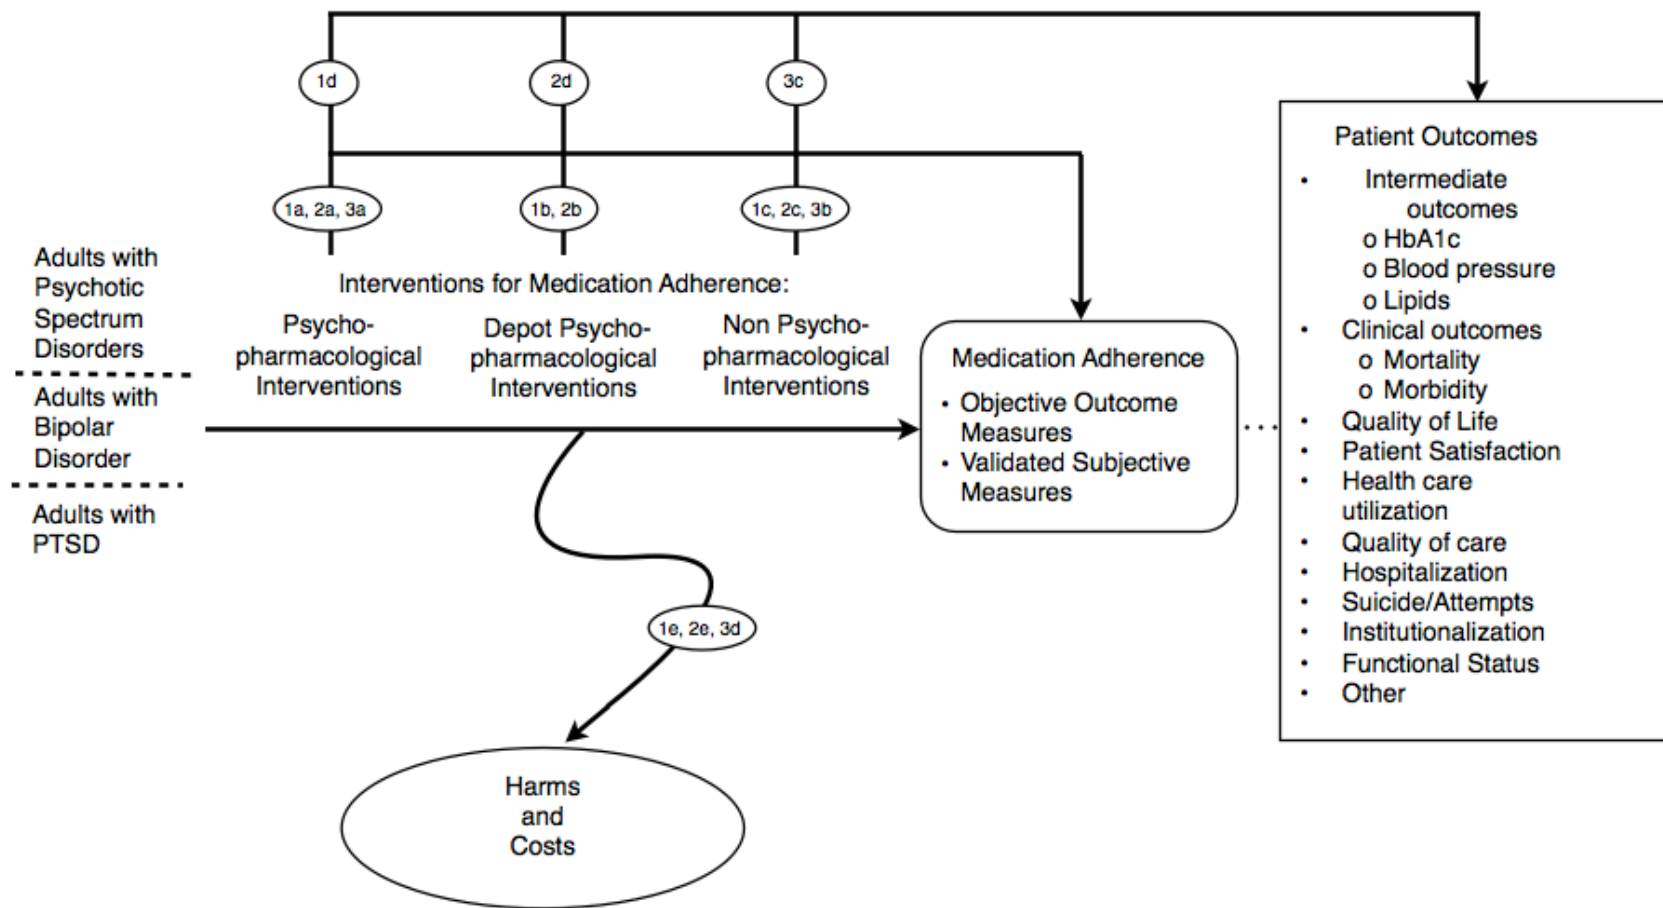 1d
2d
3c
1a, 2a, 3a
1b, 2b
1c, 2c, 3b
Adults with
Psychotic
Spectrum
Disorders
Adults with
Bipolar
Disorder
Adults with
PTSD
Interventions for Medication Adherence:
Psycho-
pharmacological
Interventions
Depot Psycho-
pharmacological
Interventions
Non Psycho-
pharmacological
Interventions
1e, 2e, 3d
Harms
and
Costs
Medication Adherence
• Objective Outcome
Measures
• Validated Subjective
Measures
Patient Outcomes
• Intermediate
outcomes
o HbA1c
o Blood pressure
o Lipids
• Clinical outcomes
o Mortality
o Morbidity
• Quality of Life
• Patient Satisfaction
• Health care
utilization
• Quality of care
• Hospitalization
• Suicide/Attempts
• Institutionalization
• Functional Status
• Other